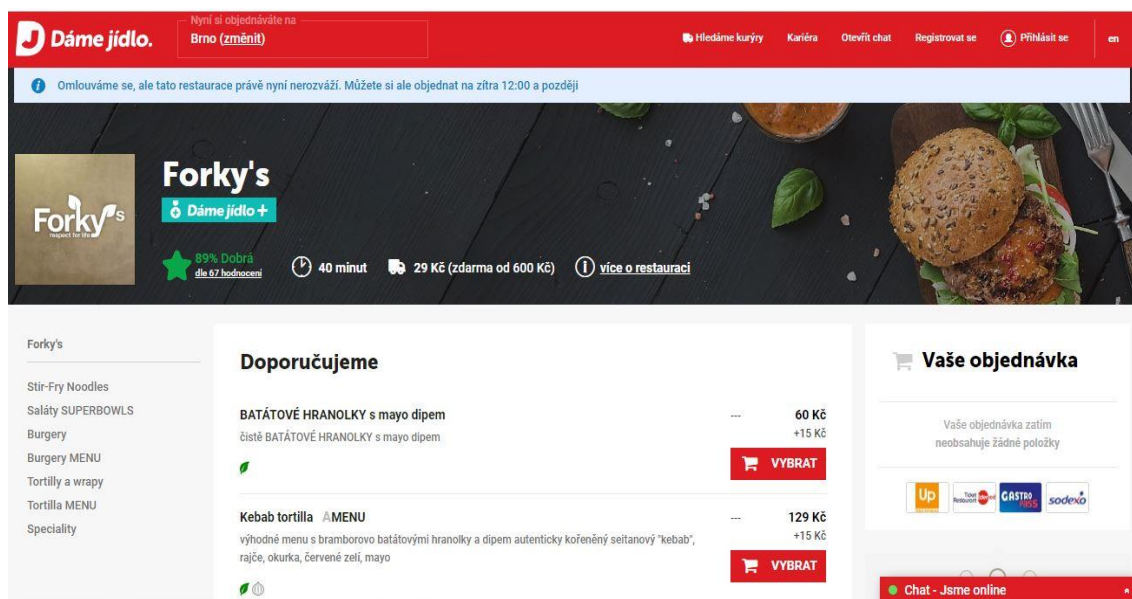 Dáme jídlo.
Nyní si objednáváte na
Brno (změnit)
Hledáme kurýry
Kariéra
Otevřít chat
Registrovat se
Přihlásit se
en
Omlouváme se, ale tato restaurace právě nyní nerozváží. Můžete si ale objednat na zítra 12:00 a později
Forky's
respect for life
Forky's
Dáme jídlo +
89% Dobrá
dle 67 hodnocení
40 minut
29 Kč (zdarma od 600 Kč)
více o restauraci
Forky's
Stir-Fry Noodles
Saláty SUPERBOWLS
Burgery
Burgery MENU
Tortilly a wrapy
Tortilla MENU
Speciality
Doporučujeme
BATÁTOVÉ HRANOLKY s mayo dipem
čistě BATÁTOVÉ HRANOLKY s mayo dipem
---
60 Kč
+15 Kč
VYBRAT
Kebab tortilla AMENU
výhodné menu s bramborovo batátovými hranolky a dipem autenticky kořeněný seitanový "kebab",
rajče, okurka, červené zelí, mayo
---
129 Kč
+15 Kč
VYBRAT
Vaše objednávka
Vaše objednávka zatím
neobsahuje žádné položky
Up
Ticket
Restaurant
GASTRO
PASS
sodexo
Chat - Jsme online